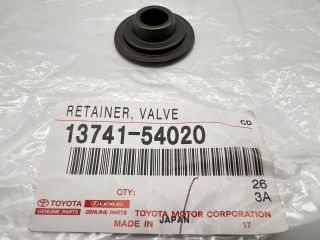 RETAINER, VALVE
13741-54020
CD
QTY:
26
3A
TOYOTA LEXUS
GENUINE PARTS GENUINE PARTS TOYOTA MOTOR CORPORATION
MADE IN JAPAN 17